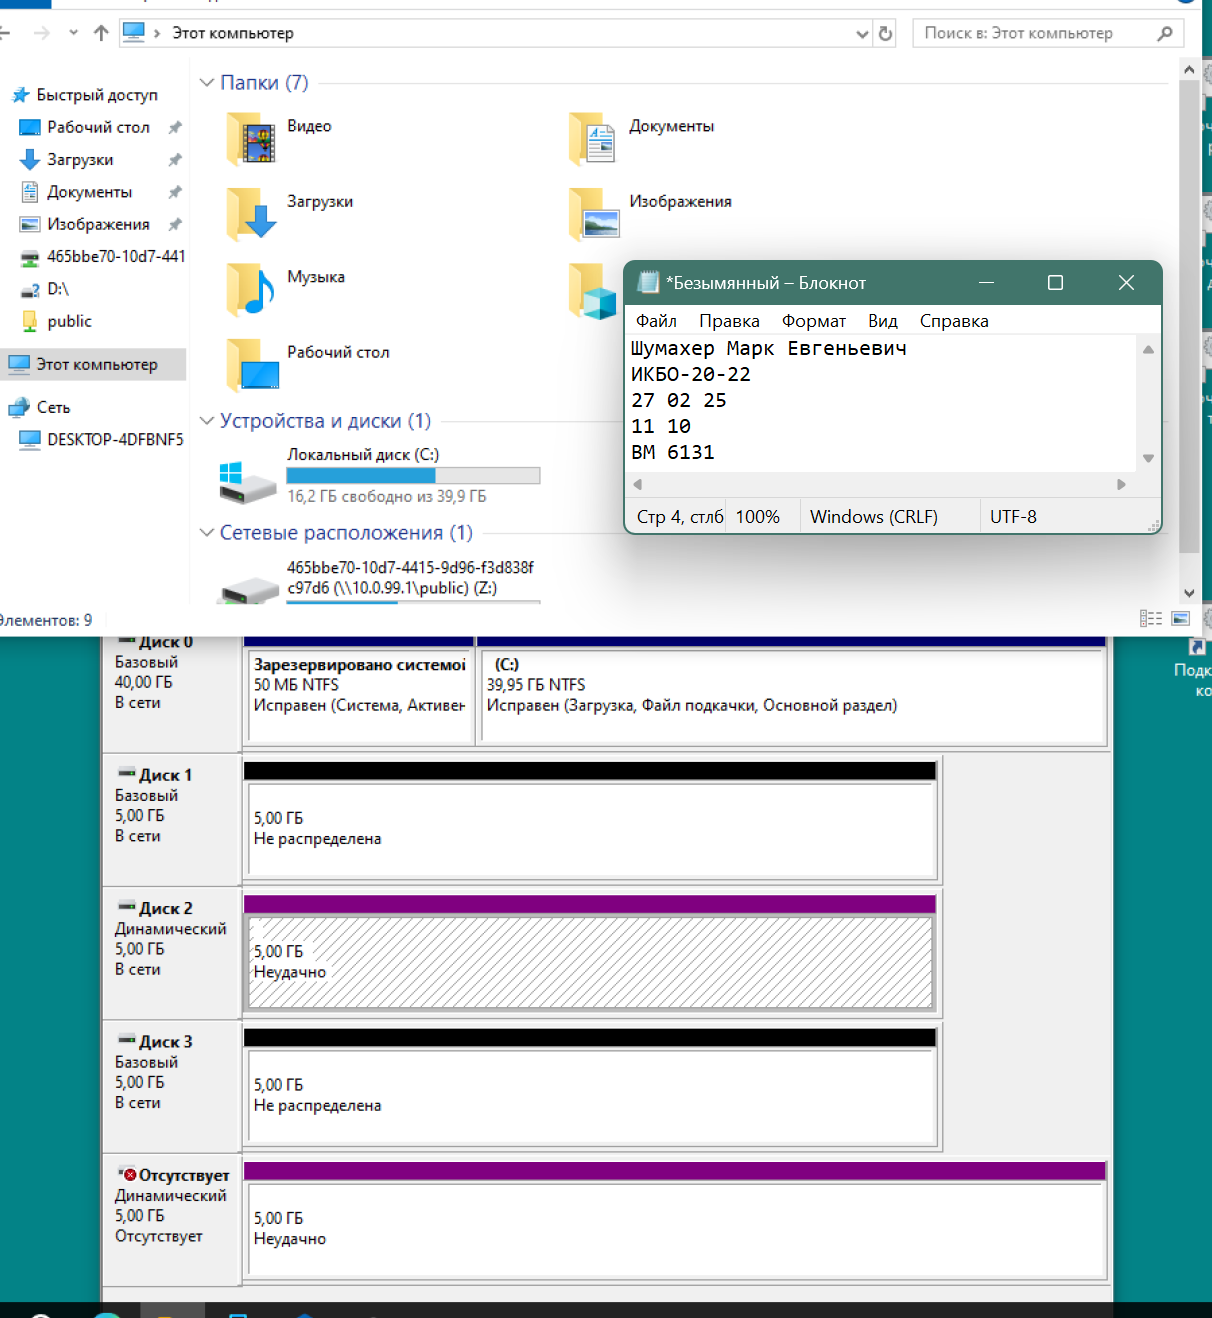 Этот компьютер
Поиск в: Этот компьютер
Быстрый доступ
Рабочий стол
Загрузки
Документы
Изображения
465bbe70-10d7-441
D:\
public
Этот компьютер
Сеть
DESKTOP-4DFBNF5
Папки (7)
Видео
Документы
Загрузки
Изображения
Музыка
Рабочий стол
Устройства и диски (1)
Локальный диск (C:)
16,2 ГБ свободно из 39,9 ГБ
Сетевые расположения (1)
465bbe70-10d7-4415-9d96-f3d838f
c97d6 (\\10.0.99.1\public) (Z:)
Элементов: 9
*Безымянный – Блокнот
Файл Правка Формат Вид Справка
Шумахер Марк Евгеньевич
ИКБО-20-22
27 02 25
11 10
ВМ 6131
Стр 4, стлб 100% Windows (CRLF) UTF-8
Подк
ко
Диск 0
Базовый
40,00 ГБ
В сети
Зарезервировано системой
50 МБ NTFS
Исправен (Система, Активен
(C:)
39,95 ГБ NTFS
Исправен (Загрузка, Файл подкачки, Основной раздел)
Диск 1
Базовый
5,00 ГБ
В сети
5,00 ГБ
Не распределена
Диск 2
Динамический
5,00 ГБ
В сети
5,00 ГБ
Неудачно
Диск 3
Базовый
5,00 ГБ
В сети
5,00 ГБ
Не распределена
Отсутствует
Динамический
5,00 ГБ
Отсутствует
5,00 ГБ
Неудачно